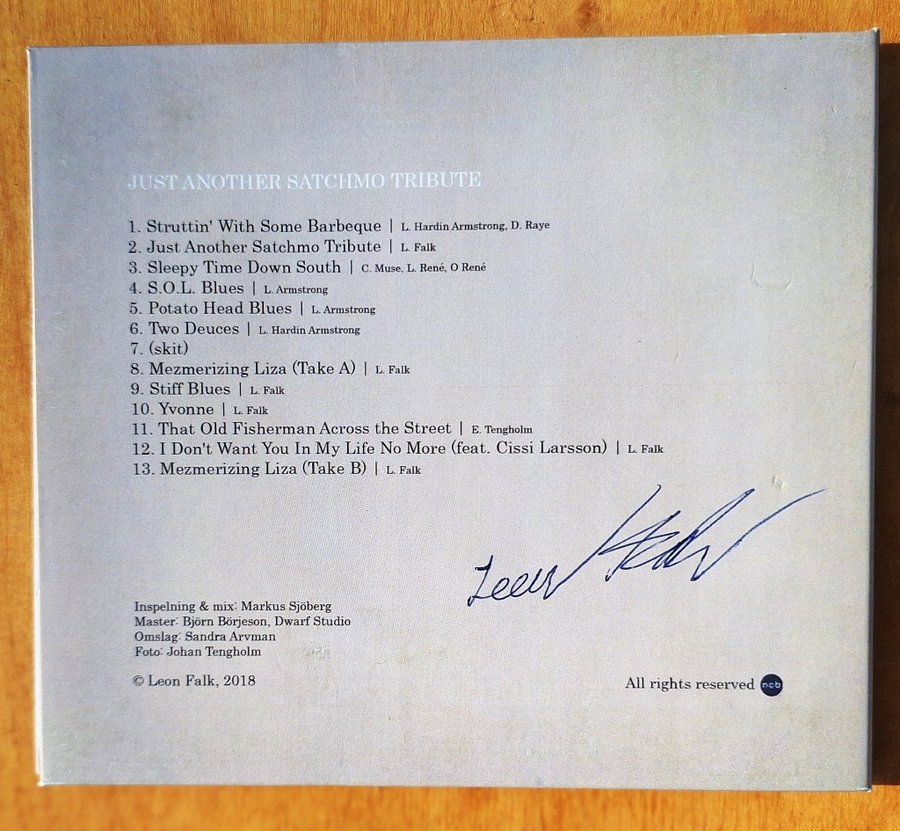 JUST ANOTHER SATCHMO TRIBUTE
1. Struttin' With Some Barbeque | L. Hardin Armstrong, D. Raye
2. Just Another Satchmo Tribute | L. Falk
3. Sleepy Time Down South | C. Muse, L. René, O René
4. S.O.L. Blues | L. Armstrong
5. Potato Head Blues | L. Armstrong
6. Two Deuces | L. Hardin Armstrong
7. (skit)
8. Mezmerizing Liza (Take A) | L. Falk
9. Stiff Blues | L. Falk
10. Yvonne | L. Falk
11. That Old Fisherman Across the Street | E. Tengholm
12. I Don't Want You In My Life No More (feat. Cissi Larsson) | L. Falk
13. Mezmerizing Liza (Take B) | L. Falk
Leon
Inspelning & mix: Markus Sjöberg
Master: Björn Börjeson, Dwarf Studio
Omslag: Sandra Arvman
Foto: Johan Tengholm
© Leon Falk, 2018
All rights reserved ncb